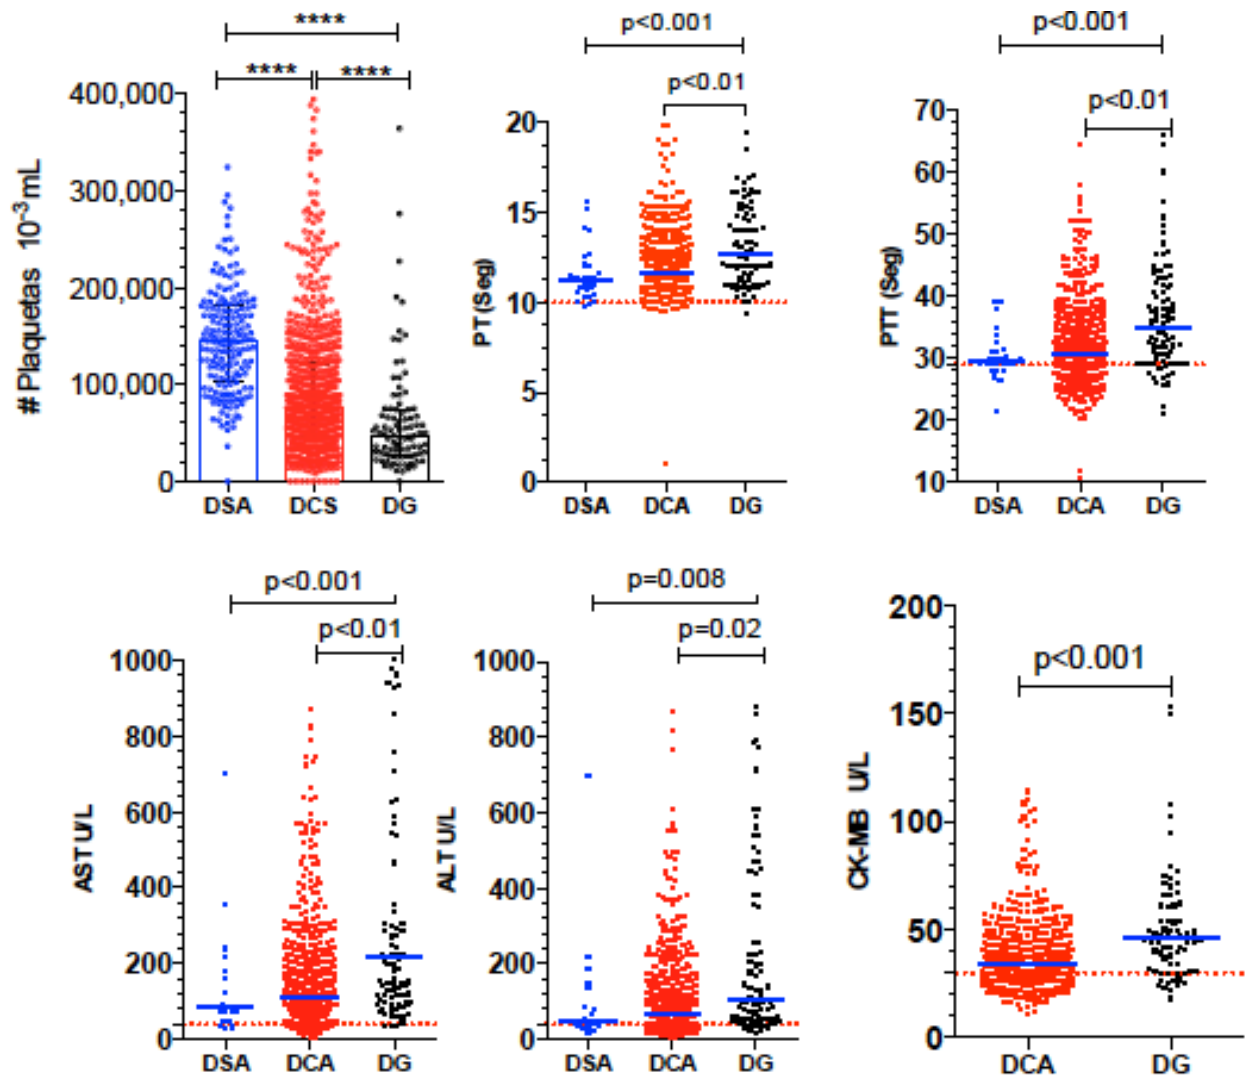 ****
**** ****
# Plaquetas 10⁻³ mL
400,000
300,000
200,000
100,000
0
DSA DCS DG
p<0.001
p<0.01
PT (Seg)
20
15
10
5
0
DSA DCA DG
p<0.001
p<0.01
PTT (Seg)
70
60
50
40
30
20
10
DSA DCA DG
p<0.001
p<0.01
AST U/L
1000
800
600
400
200
0
DSA DCA DG
p=0.008
p=0.02
ALT U/L
1000
800
600
400
200
0
DSA DCA DG
p<0.001
CK-MB U/L
200
150
100
50
0
DCA DG